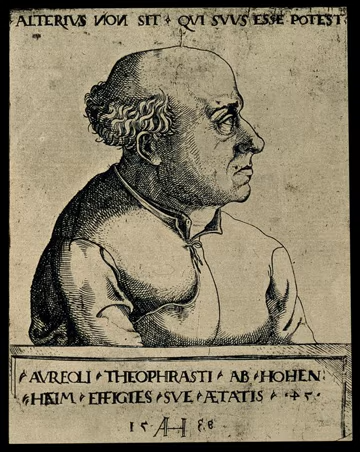 ALTERIVS NON SIT · QVI SVVS ESSE POTEST
· AVREOLI · THEOPHRASTI · AB · HOHEN:
· HAIM · EFFIGIES · SVE · ÆTATIS · 45 ·
15 AH 38